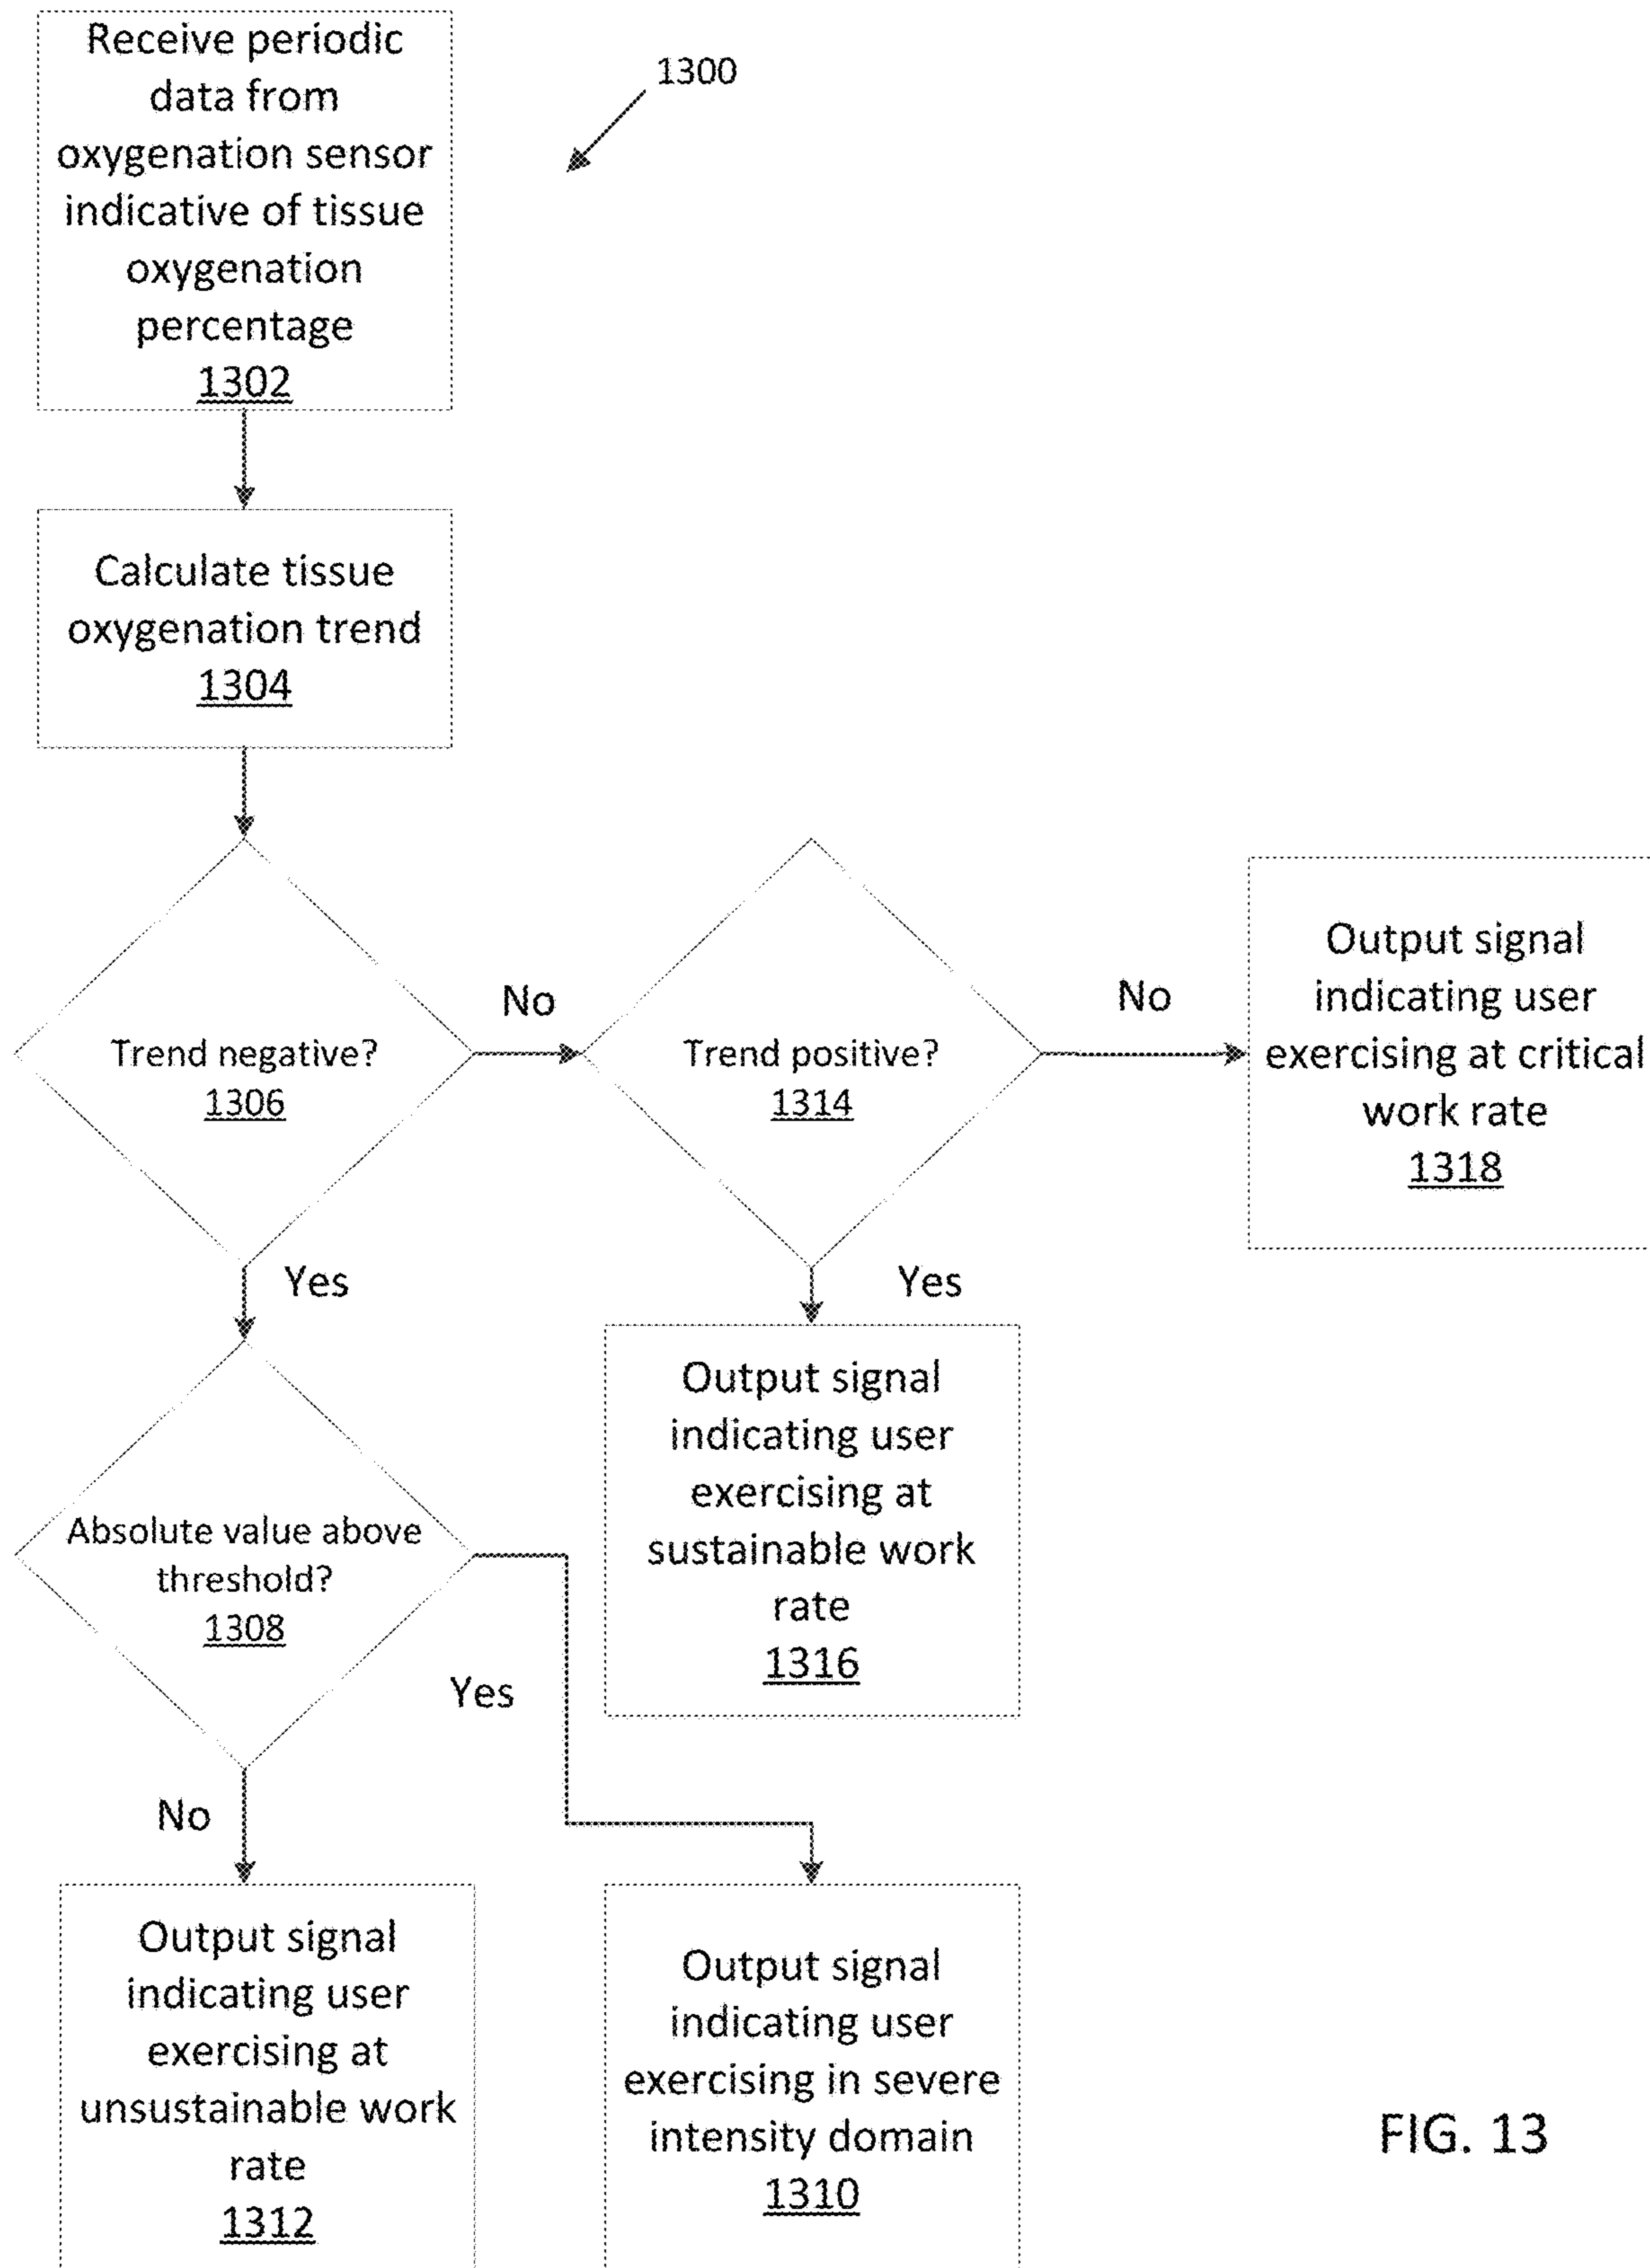 Receive periodic
data from
oxygenation sensor
indicative of tissue
oxygenation
percentage
1302
1300
Calculate tissue
oxygenation trend
1304
Trend negative?
1306
No
Trend positive?
1314
No
Output signal
indicating user
exercising at critical
work rate
1318
Yes
Yes
Absolute value above
threshold?
1308
Output signal
indicating user
exercising at
sustainable work
rate
1316
Yes
No
Output signal
indicating user
exercising at
unsustainable work
rate
1312
Output signal
indicating user
exercising in severe
intensity domain
1310
FIG. 13